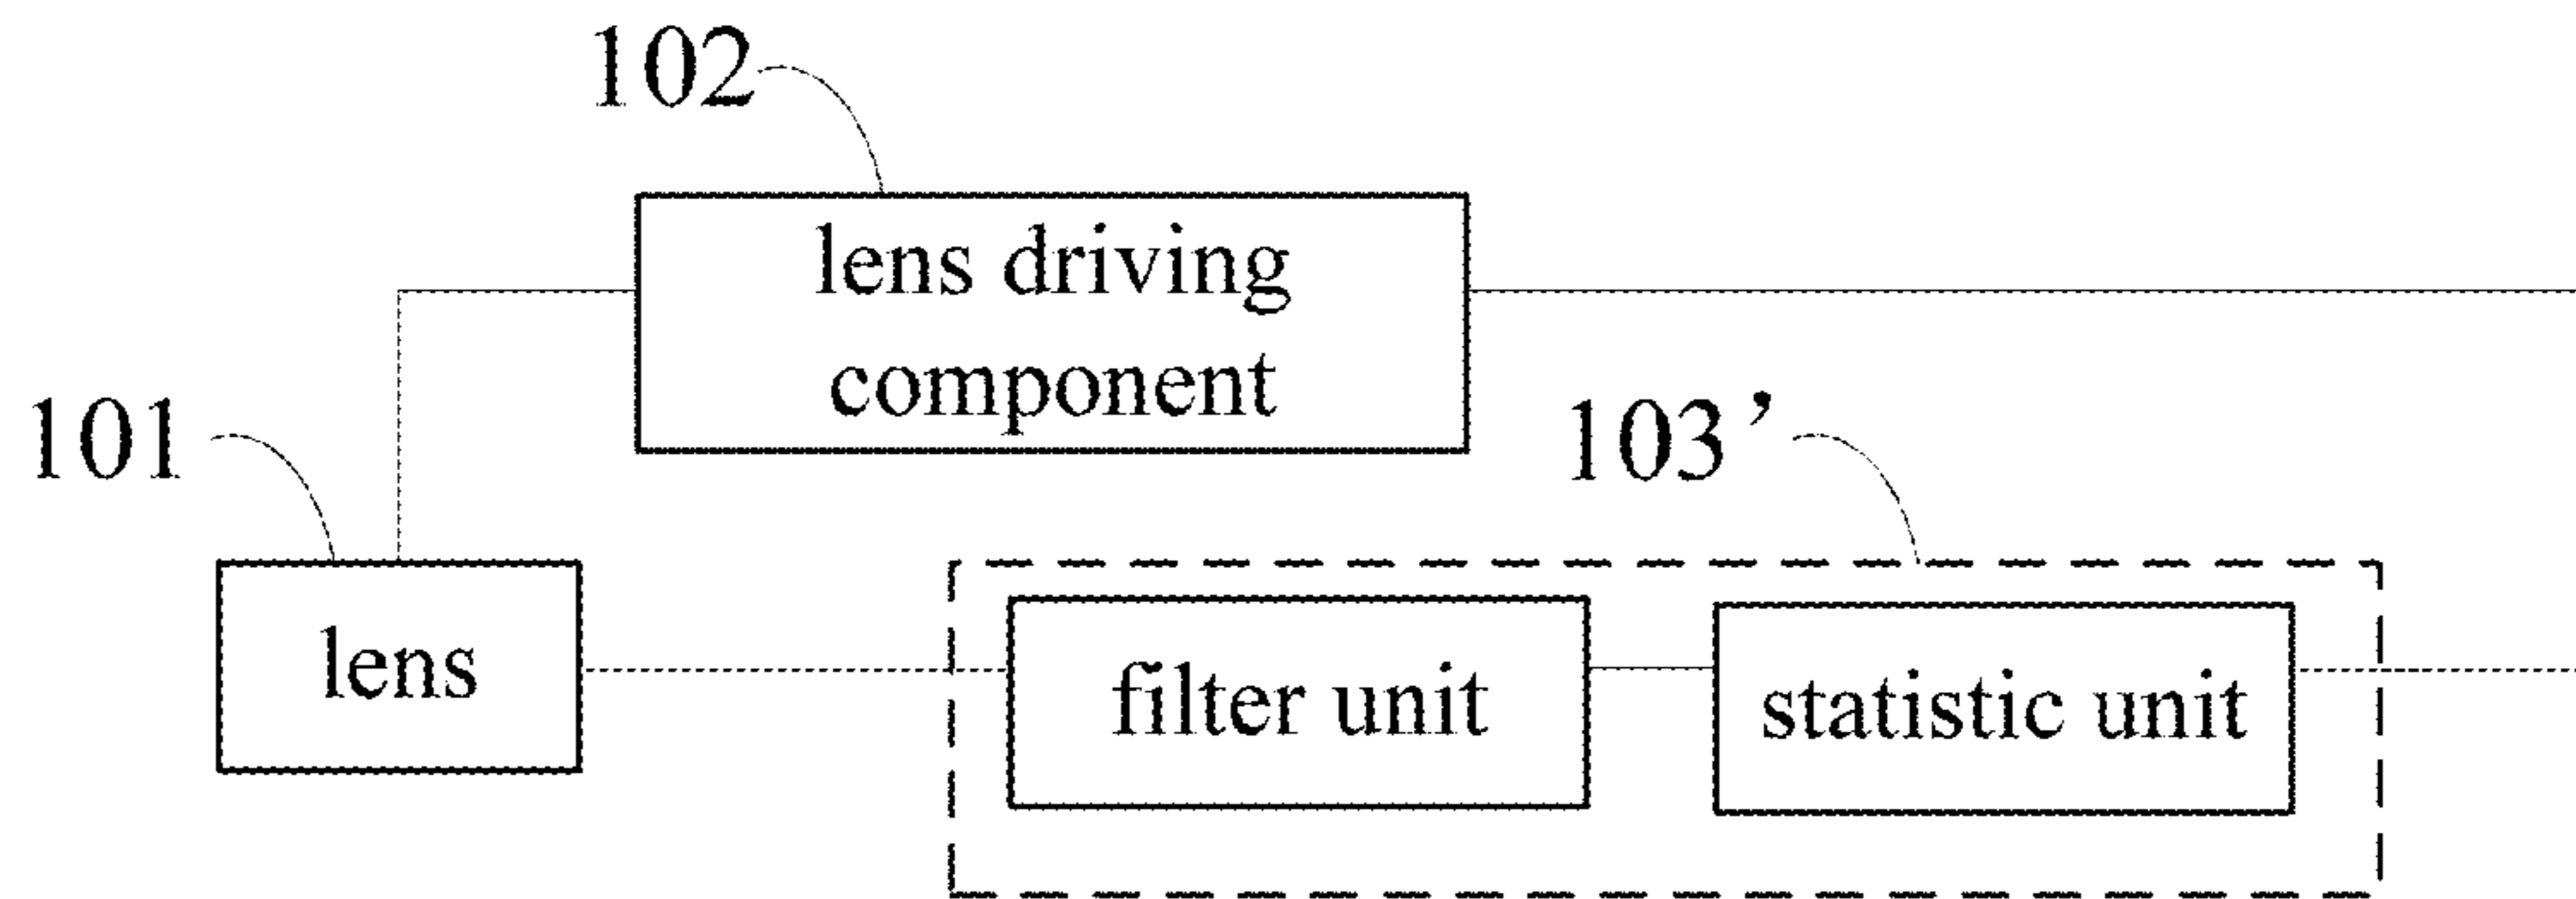 102
lens driving
component
101
103’
lens
filter unit
statistic unit